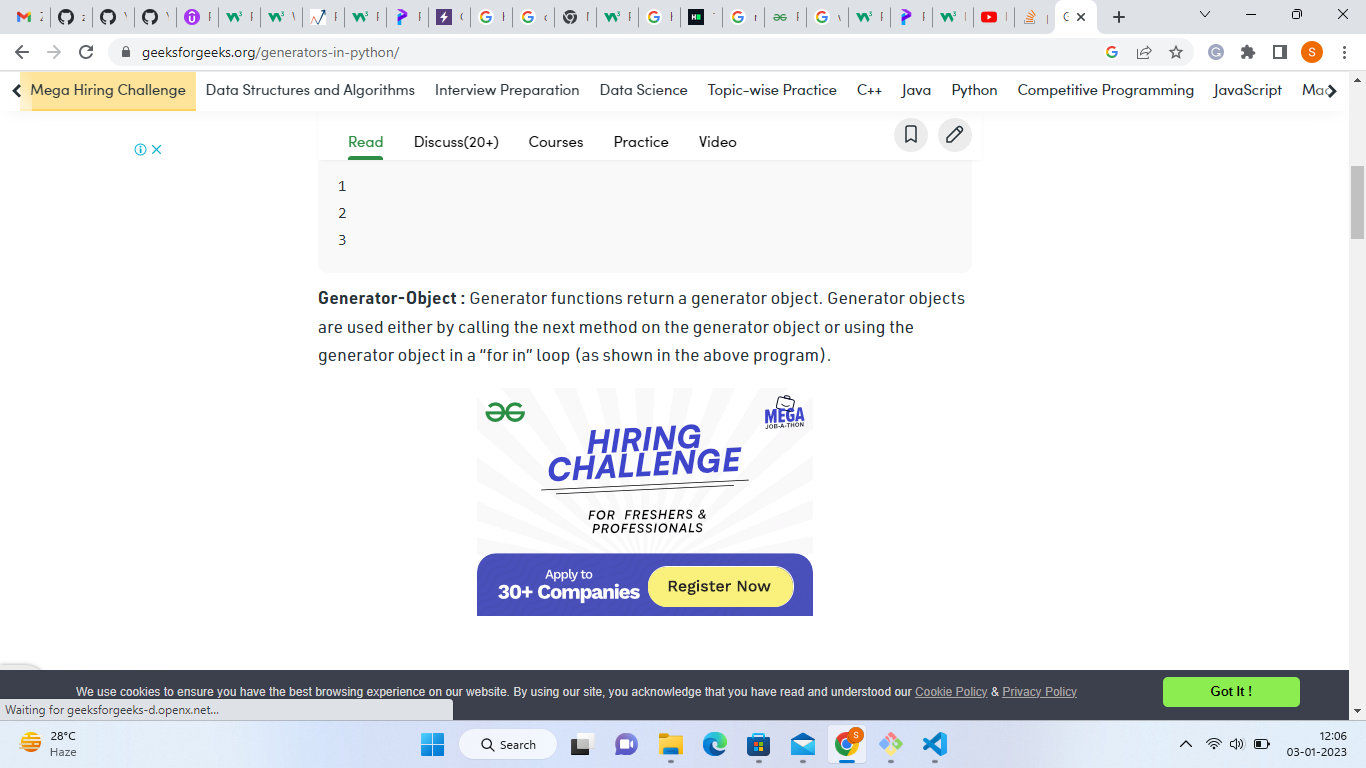 geeksforgeeks.org/generators-in-python/
Mega Hiring Challenge Data Structures and Algorithms Interview Preparation Data Science Topic-wise Practice C++ Java Python Competitive Programming JavaScript
Read Discuss(20+) Courses Practice Video
1
2
3
Generator-Object : Generator functions return a generator object. Generator objects
are used either by calling the next method on the generator object or using the
generator object in a “for in” loop (as shown in the above program).
MEGA
JOB-A-THON
HIRING
CHALLENGE
FOR FRESHERS &
PROFESSIONALS
Apply to
30+ Companies
Register Now
We use cookies to ensure you have the best browsing experience on our website. By using our site, you acknowledge that you have read and understood our Cookie Policy & Privacy Policy
Got It !
Waiting for geeksforgeeks-d.openx.net...
28°C
Haze
Search
12:06
03-01-2023